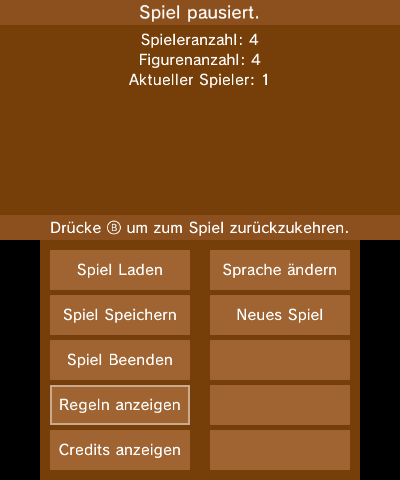 Spiel pausiert.
Spieleranzahl: 4
Figurenanzahl: 4
Aktueller Spieler: 1
Drücke Ⓑ um zum Spiel zurückzukehren.
Spiel Laden
Sprache ändern
Spiel Speichern
Neues Spiel
Spiel Beenden
Regeln anzeigen
Credits anzeigen